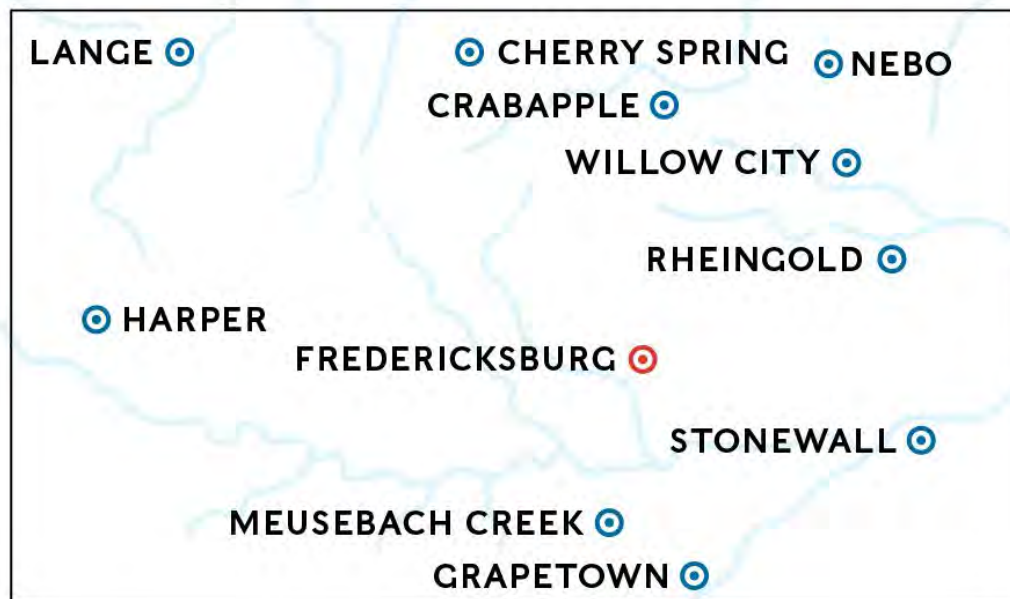 LANGE
CHERRY SPRING
NEBO
CRABAPPLE
WILLOW CITY
RHEINGOLD
HARPER
FREDERICKSBURG
STONEWALL
MEUSEBACH CREEK
GRAPETOWN